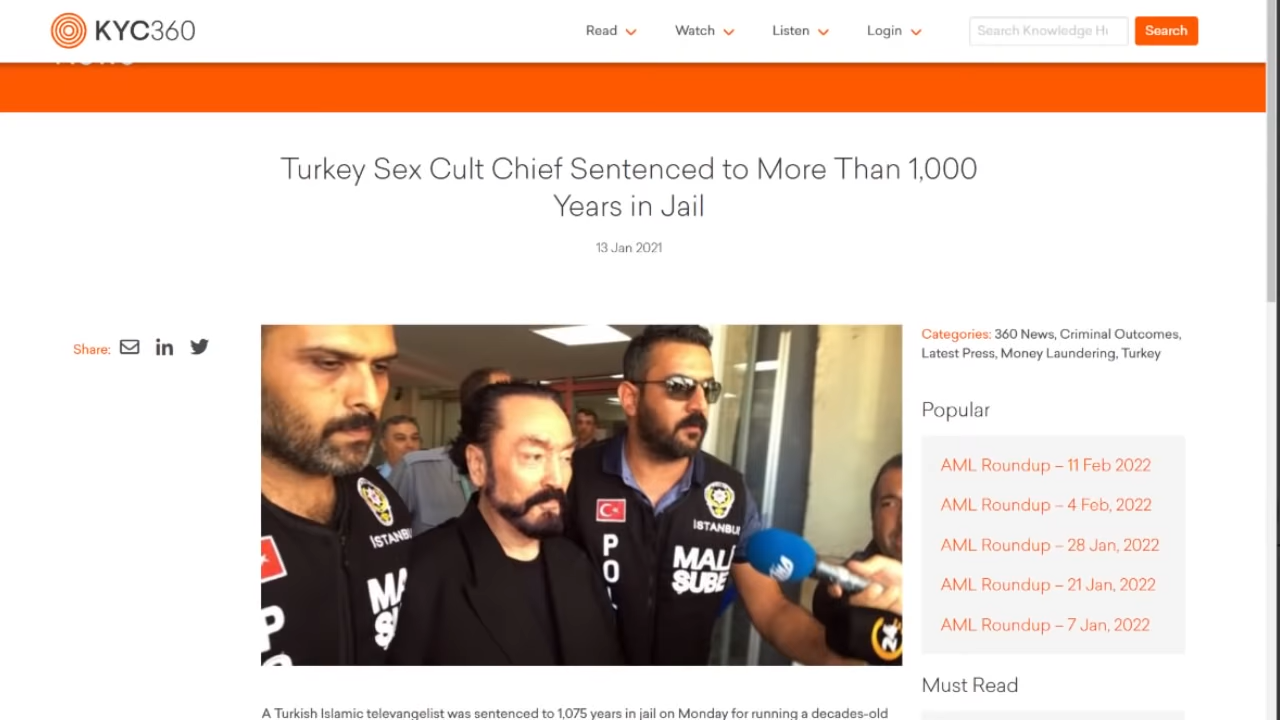 KYC360
Read
Watch
Listen
Login
Search
Turkey Sex Cult Chief Sentenced to More Than 1,000
Years in Jail
13 Jan 2021
Share:
ISTANBUL
POL
MALİ
ŞUBE
Categories: 360 News, Criminal Outcomes,
Latest Press, Money Laundering, Turkey
Popular
AML Roundup – 11 Feb 2022
AML Roundup – 4 Feb, 2022
AML Roundup – 28 Jan, 2022
AML Roundup – 21 Jan, 2022
AML Roundup – 7 Jan, 2022
Must Read
A Turkish Islamic televangelist was sentenced to 1,075 years in jail on Monday for running a decades-old